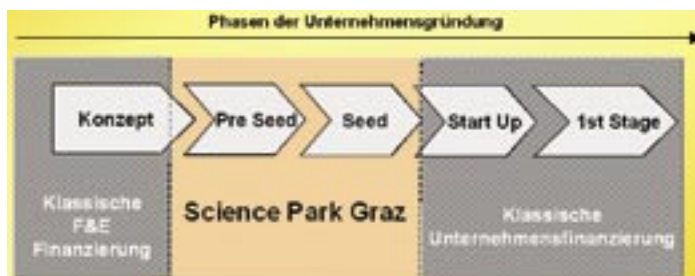 Phasen der Unternehmensgründung
Konzept
Pre Seed
Seed
Start Up
1st Stage
Klassische
F&E
Finanzierung
Science Park Graz
Klassische
Unternehmensfinanzierung